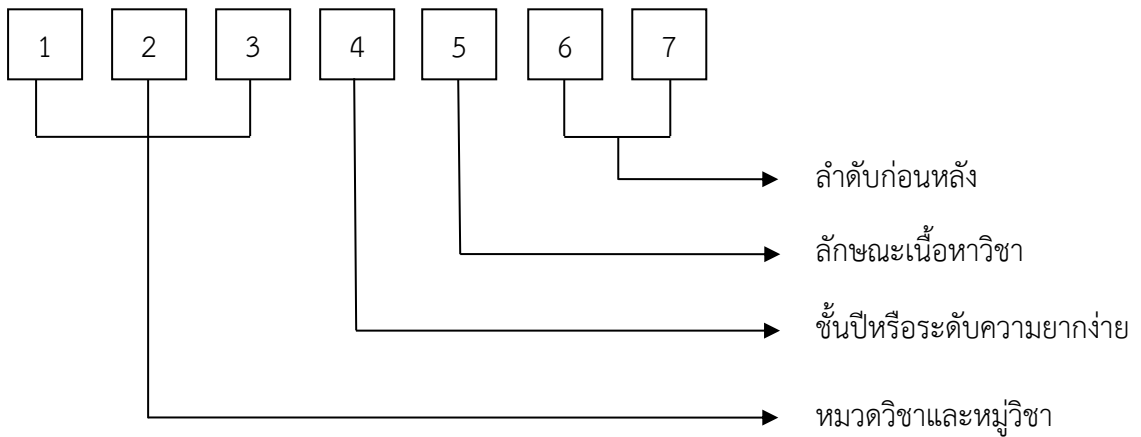 1 2 3 4 5 6 7
ลำดับก่อนหลัง
ลักษณะเนื้อหาวิชา
ชั้นปีหรือระดับความยากง่าย
หมวดวิชาและหมู่วิชา